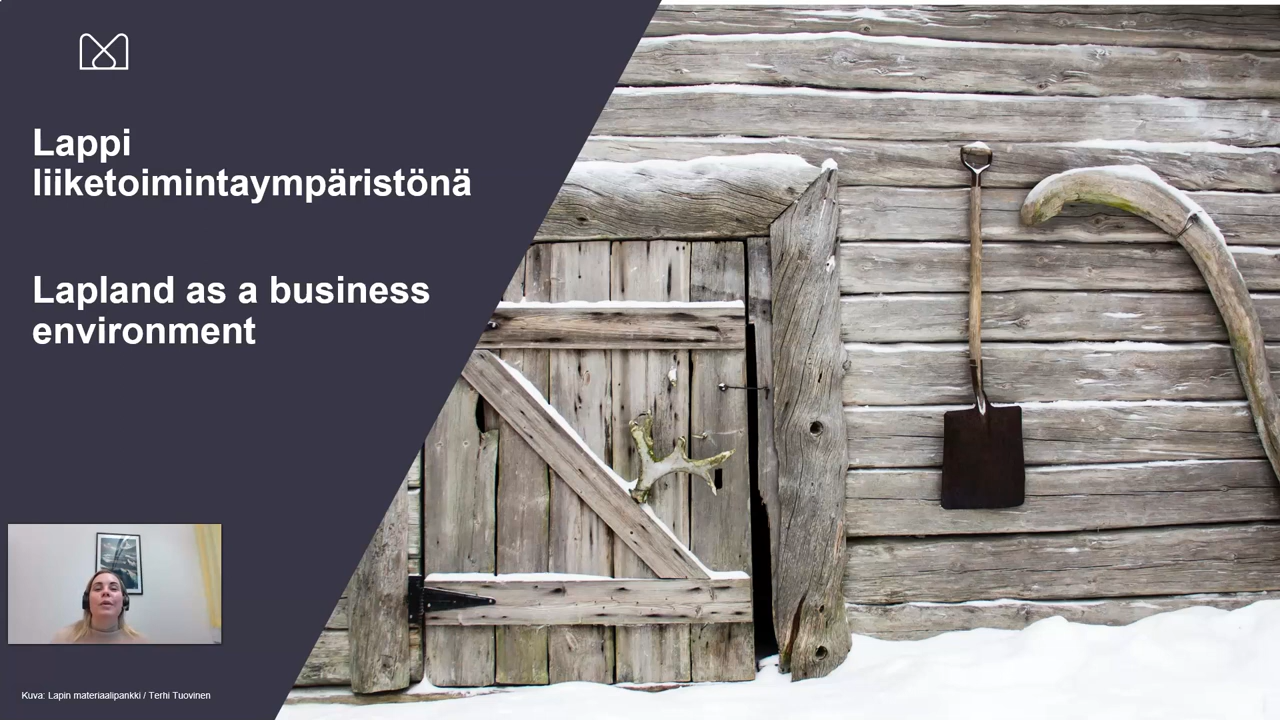 Lappi
liiketoimintaympäristönä
Lapland as a business
environment
Kuva: Lapin materiaalipankki / Terhi Tuovinen